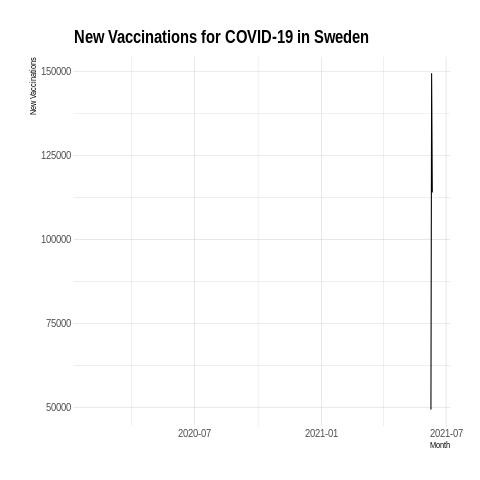 New Vaccinations for COVID-19 in Sweden
New Vaccinations
150000
125000
100000
75000
50000
2020-07
2021-01
2021-07
Month